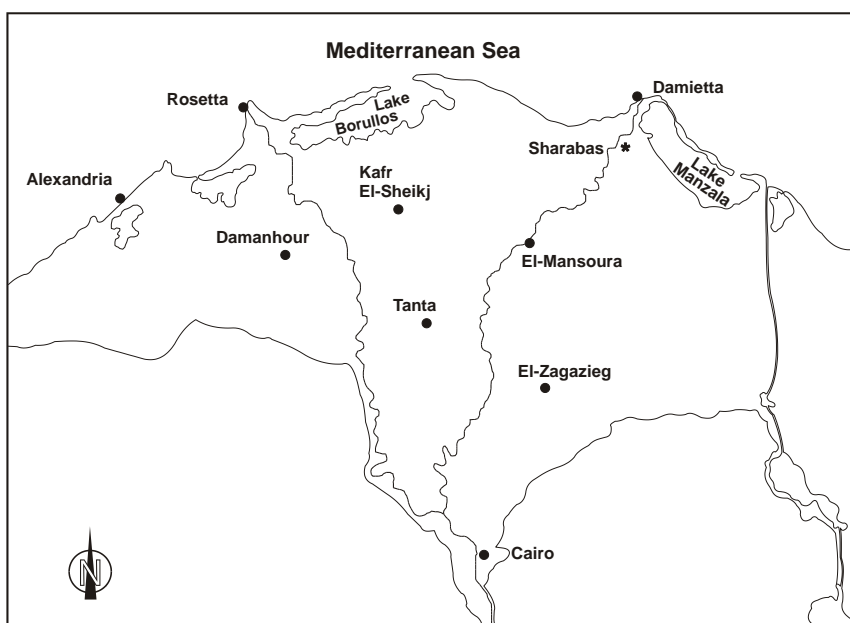 Mediterranean Sea
Damietta
Rosetta
Lake
Borullos
Sharabas
*
Lake
Manzala
Kafr
El-Sheikj
Alexandria
Damanhour
El-Mansoura
Tanta
El-Zagazieg
Cairo
N